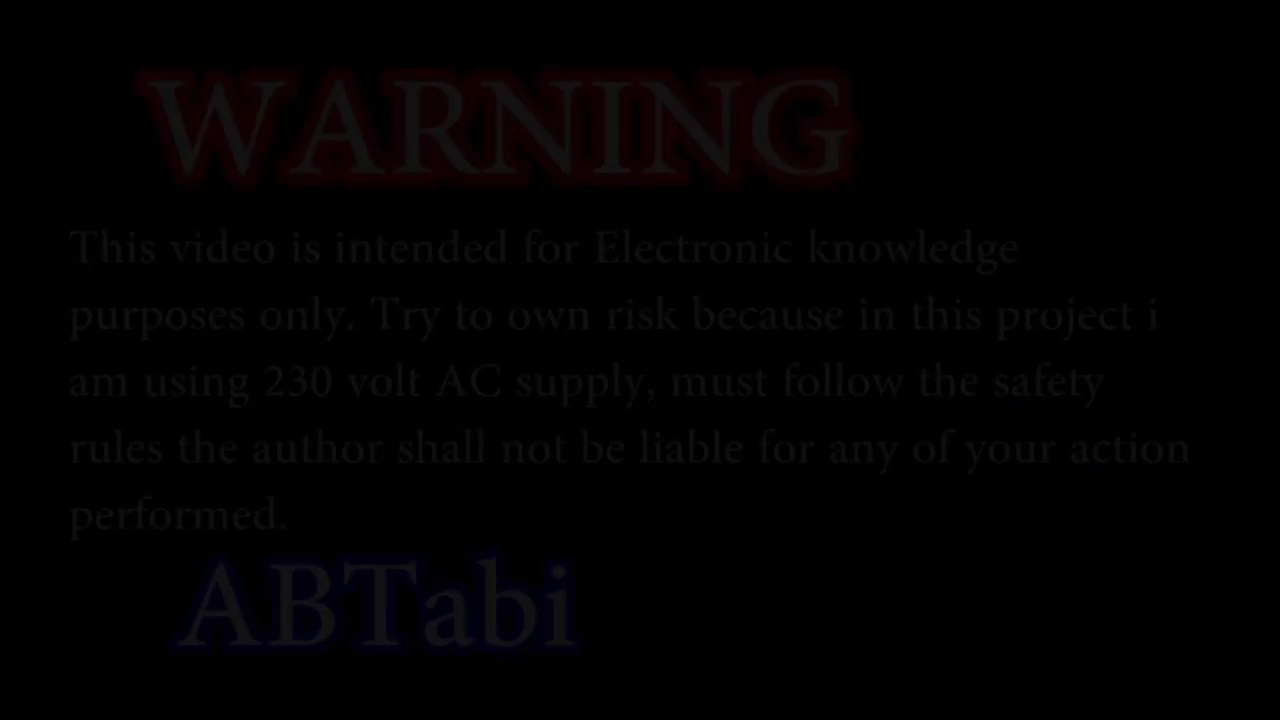 WARNING
This video is intended for Electronic knowledge
purposes only. Try to own risk because in this project i
am using 230 volt AC supply, must follow the safety
rules the author shall not be liable for any of your action
performed.
ABTabi